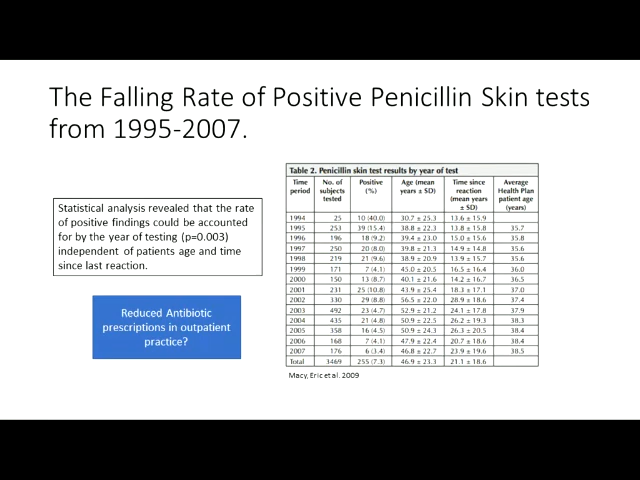 The Falling Rate of Positive Penicillin Skin tests
from 1995-2007.
Statistical analysis revealed that the rate
of positive findings could be accounted
for by the year of testing (p=0.003)
independent of patients age and time
since last reaction.
Reduced Antibiotic
prescriptions in outpatient
practice?
Table 2. Penicillin skin test results by year of test
Time period No. of subjects tested Positive (%) Age (mean years ± SD) Time since reaction (mean years ± SD) Average Health Plan patient age (years)
1994 25 10 (40.0) 30.7 ± 25.3 13.6 ± 15.9
1995 253 39 (15.4) 38.8 ± 22.3 13.8 ± 15.8 35.7
1996 196 18 (9.2) 39.4 ± 23.0 15.0 ± 15.6 35.8
1997 250 20 (8.0) 39.8 ± 21.3 14.9 ± 14.8 35.6
1998 219 21 (9.6) 38.9 ± 20.9 13.9 ± 15.7 35.6
1999 171 7 (4.1) 45.0 ± 20.5 16.5 ± 16.4 36.0
2000 150 13 (8.7) 40.1 ± 21.6 14.2 ± 16.7 36.5
2001 231 25 (10.8) 43.9 ± 25.4 18.3 ± 17.1 37.0
2002 330 29 (8.8) 56.5 ± 22.0 28.9 ± 18.6 37.4
2003 492 23 (4.7) 52.9 ± 21.2 24.1 ± 17.8 37.9
2004 435 21 (4.8) 50.9 ± 22.5 26.2 ± 19.3 38.3
2005 358 16 (4.5) 50.9 ± 24.3 26.3 ± 20.5 38.4
2006 168 7 (4.1) 47.9 ± 22.4 20.7 ± 18.6 38.4
2007 176 6 (3.4) 46.8 ± 22.7 23.9 ± 19.6 38.5
Total 3469 255 (7.3) 46.9 ± 23.3 21.1 ± 18.6
Macy, Eric et al. 2009